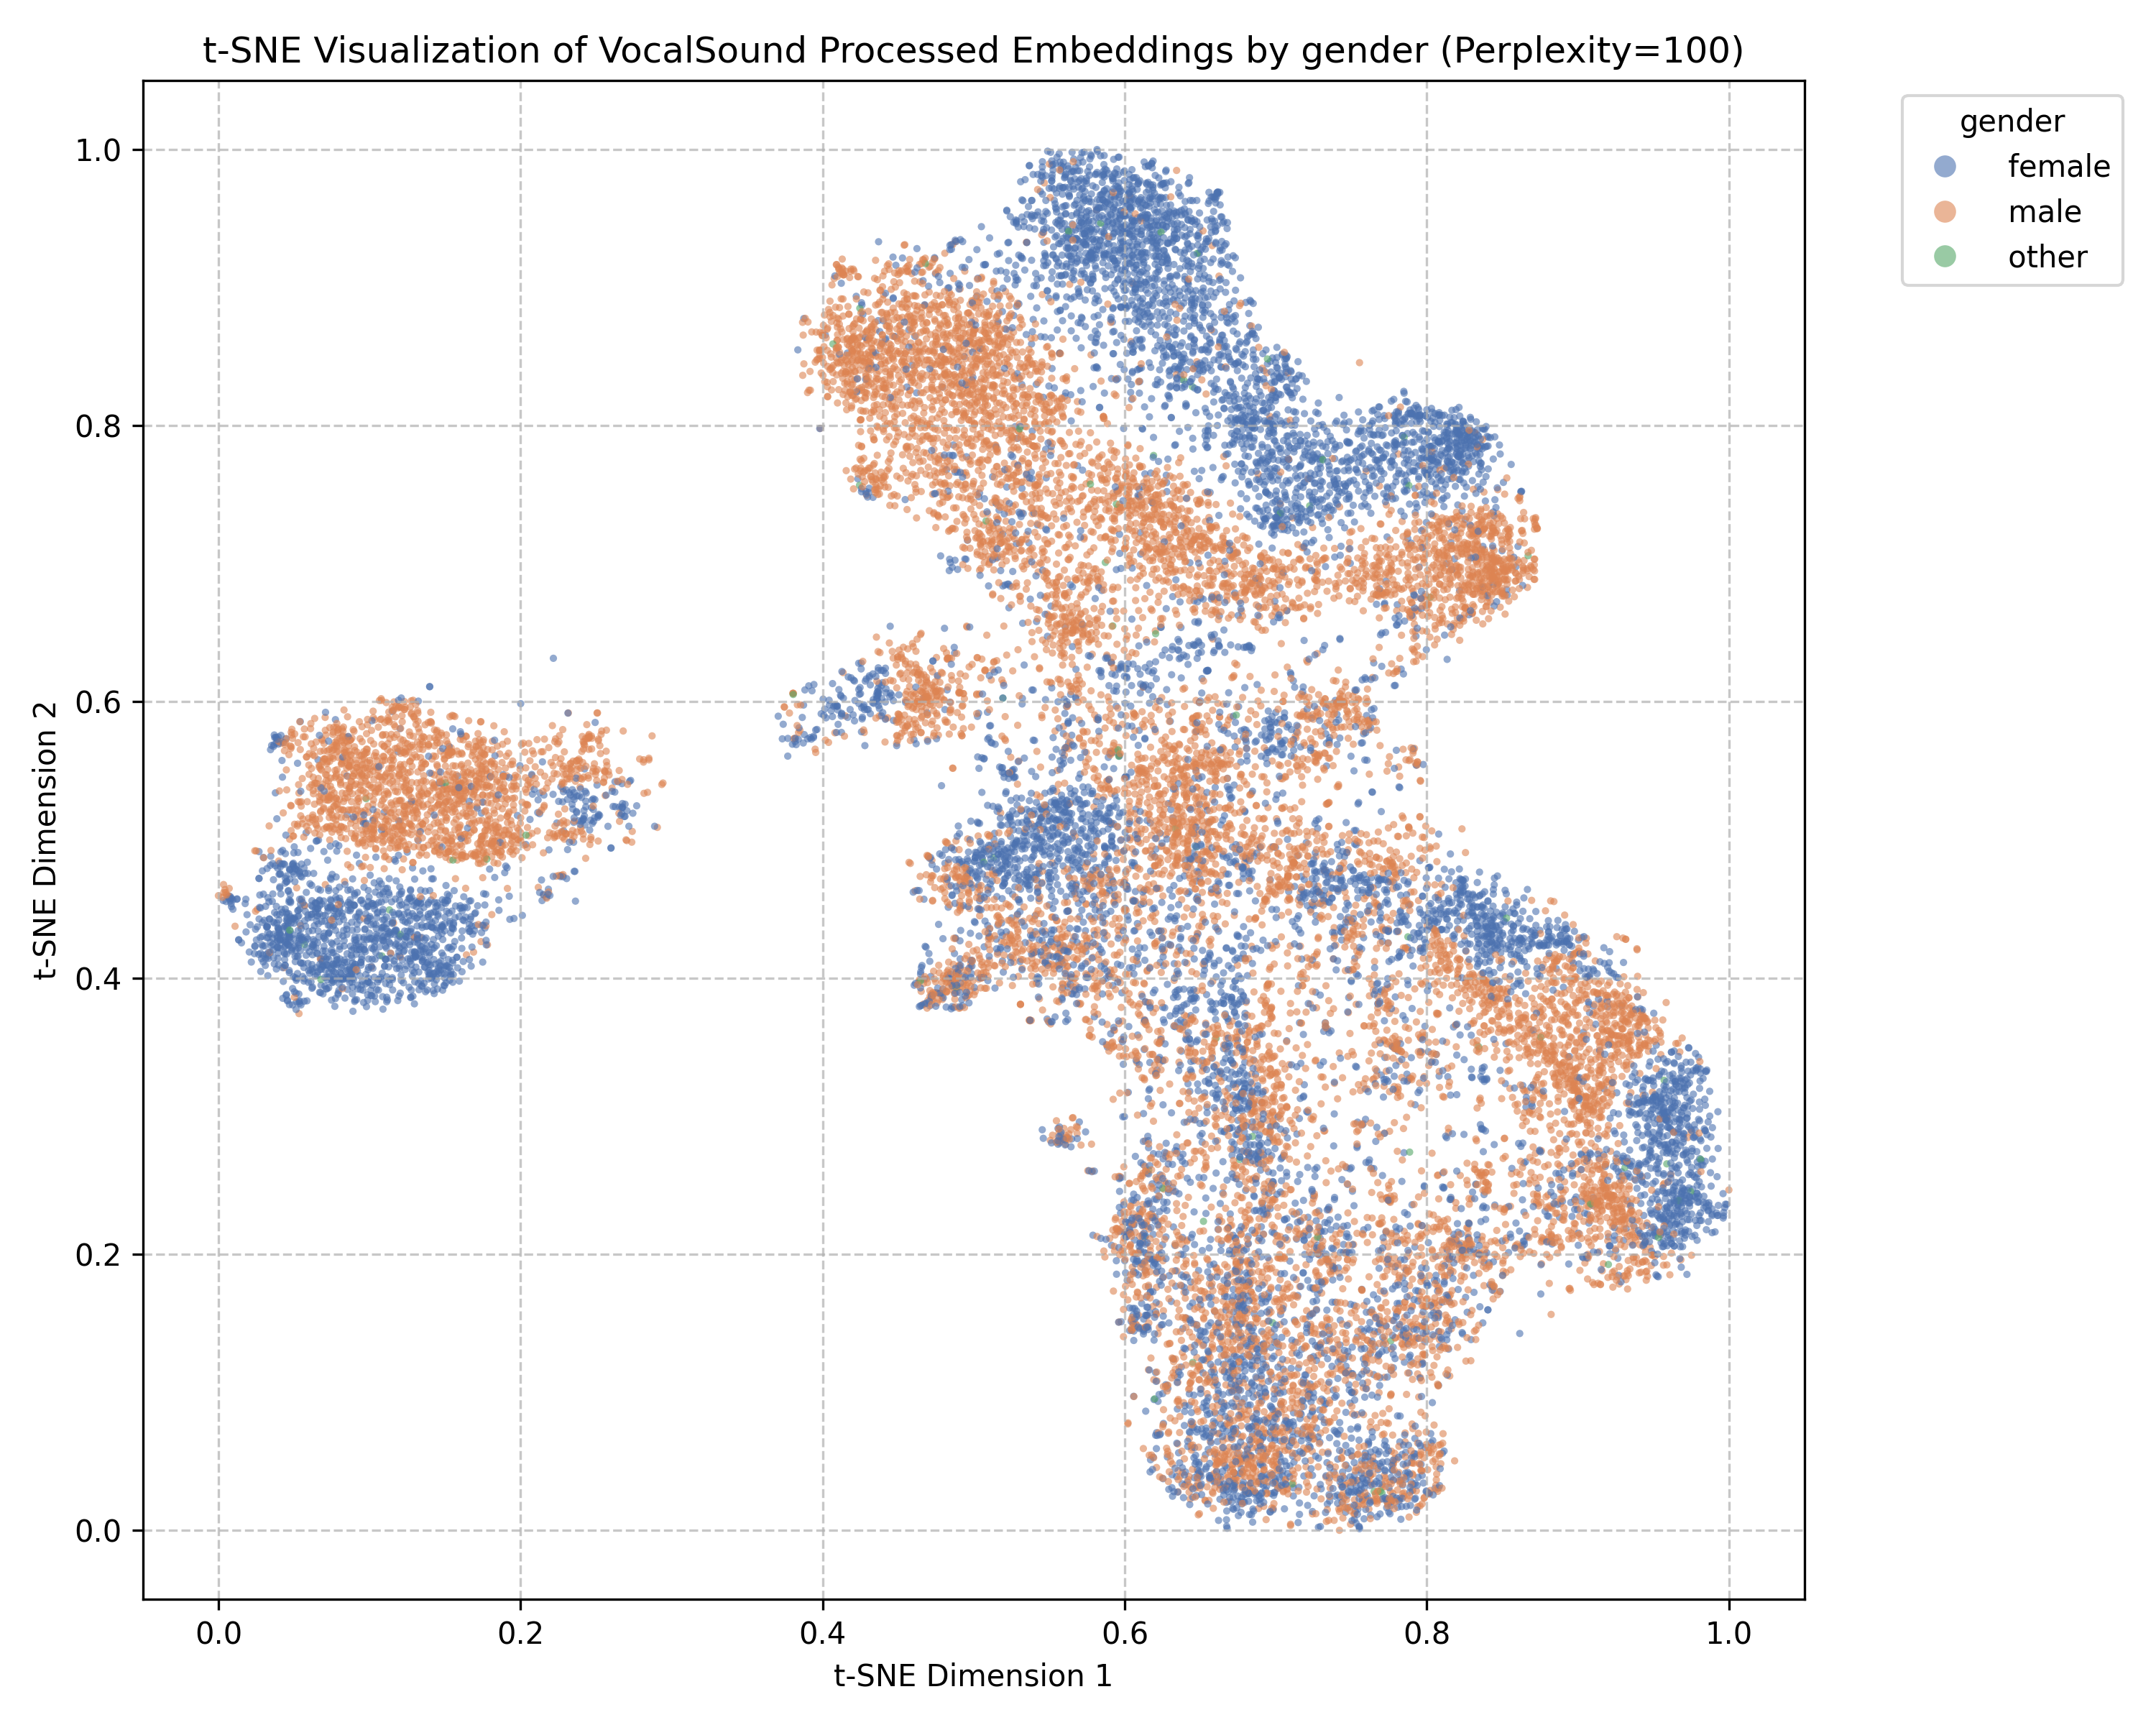 t-SNE Visualization of VocalSound Processed Embeddings by gender (Perplexity=100)
gender
female
male
other
1.0
0.8
0.6
0.4
0.2
0.0
t-SNE Dimension 2
0.0 0.2 0.4 0.6 0.8 1.0
t-SNE Dimension 1